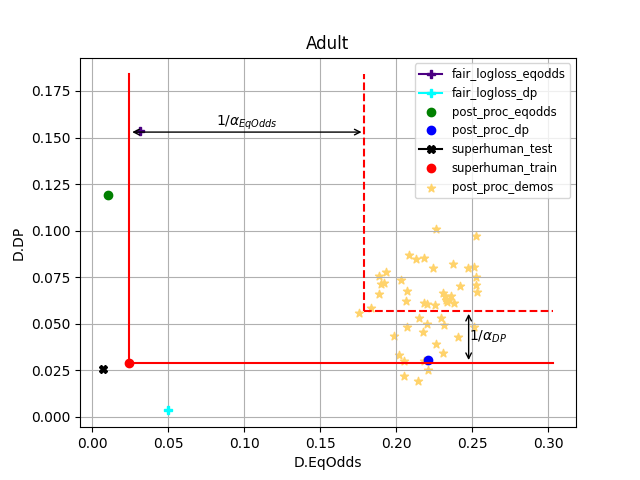 Adult
fair_logloss_eqodds
fair_logloss_dp
post_proc_eqodds
post_proc_dp
superhuman_test
superhuman_train
post_proc_demos
1/α_EqOdds
1/α_DP
D.DP
0.175
0.150
0.125
0.100
0.075
0.050
0.025
0.000
0.00 0.05 0.10 0.15 0.20 0.25 0.30
D.EqOdds